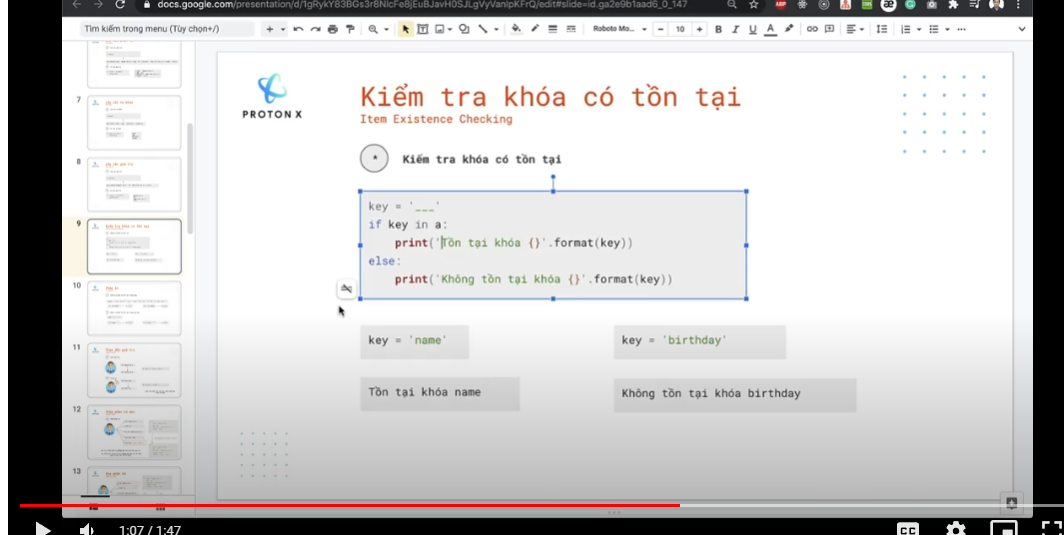 docs.google.com/presentation/d/1gRykY83BGs3r8NlcFe8jEuBJavH0SJLgVyVanlpKFrQ/edit#slide=id.ga2e9b1aad6_0_147
Tìm kiếm trong menu (Tùy chọn+/)
Roboto Mo...
10
B I U A
PROTON X
Kiểm tra khóa có tồn tại
Item Existence Checking
* Kiểm tra khóa có tồn tại
key = '___'
if key in a:
print('Tồn tại khóa {}'.format(key))
else:
print('Không tồn tại khóa {}'.format(key))
key = 'name'
key = 'birthday'
Tồn tại khóa name
Không tồn tại khóa birthday
7
8
9
10
11
12
13
1:07 / 1:47
CC